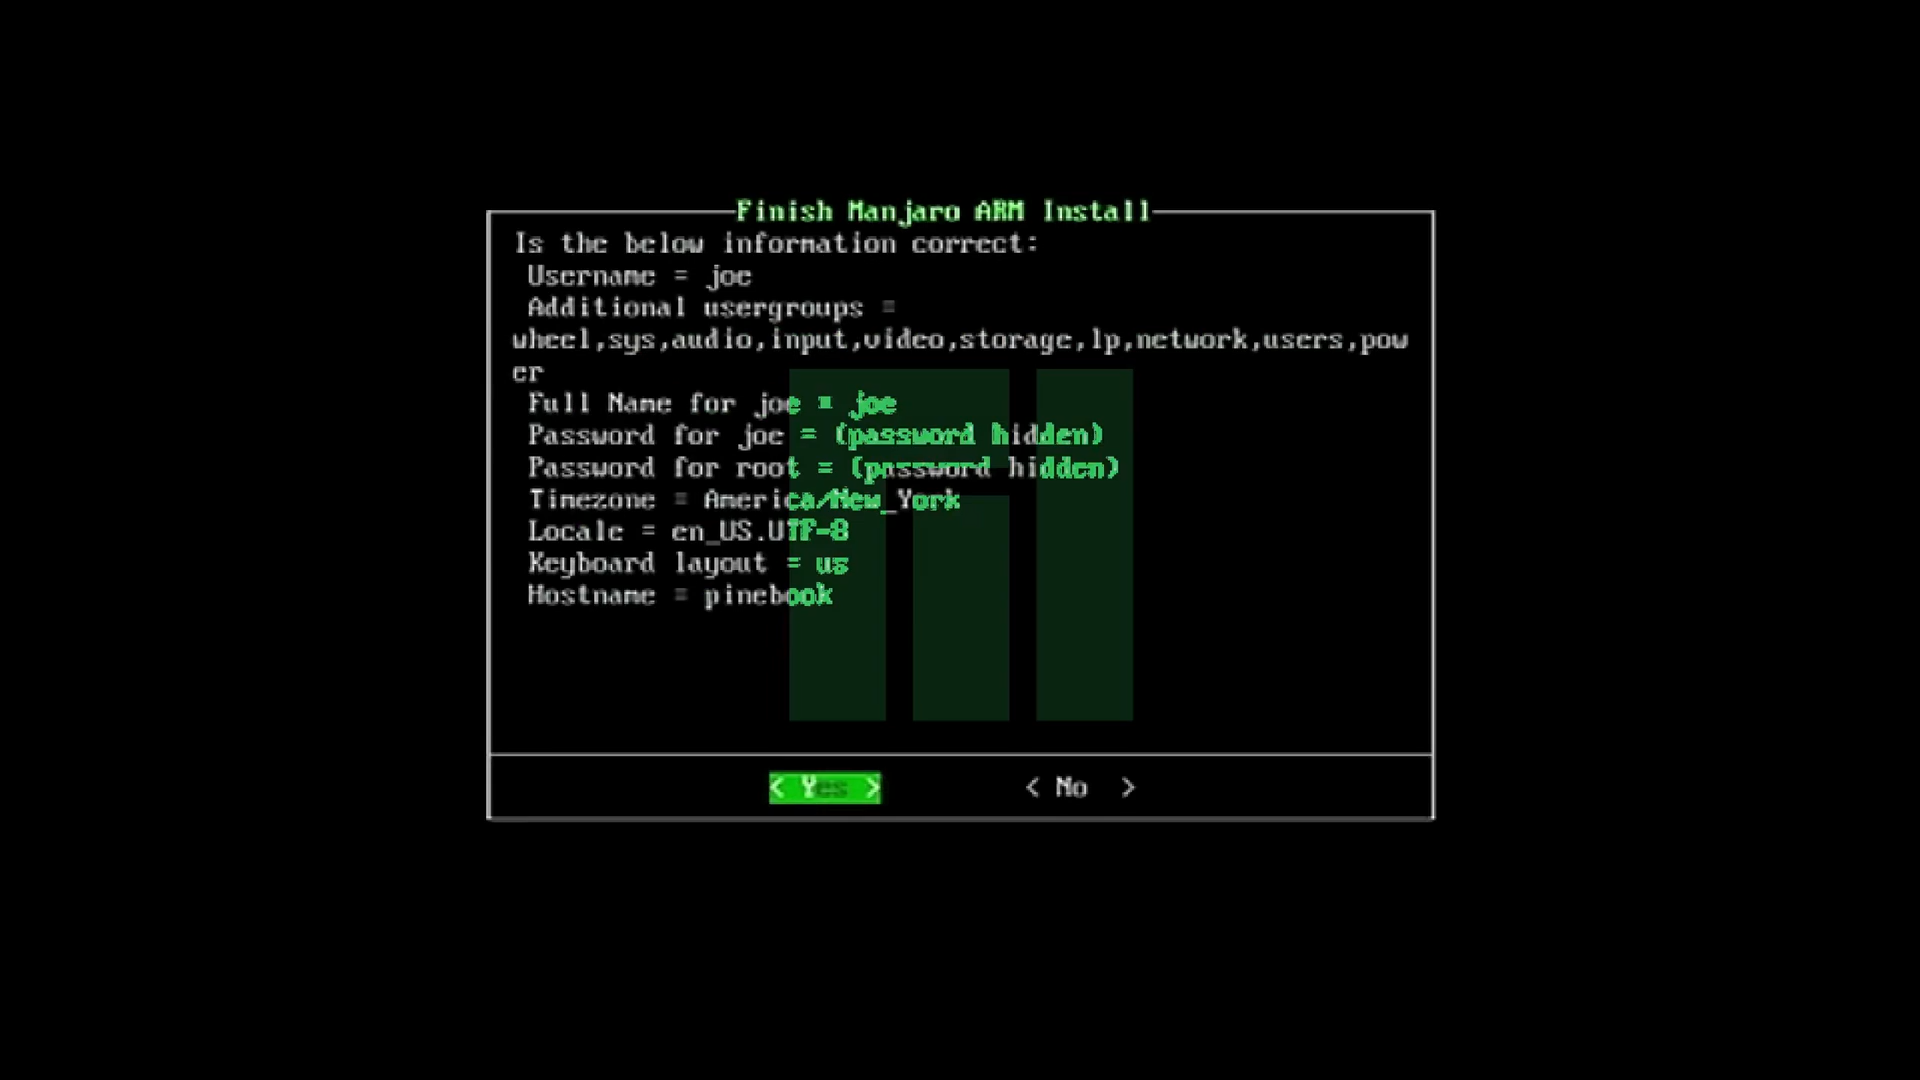 Finish Manjaro ARM Install
Is the below information correct:
Username = joe
Additional usergroups =
wheel,sys,audio,input,video,storage,lp,network,users,pow
er
Full Name for joe = joe
Password for joe = (password hidden)
Password for root = (password hidden)
Timezone = America/New_York
Locale = en_US.UTF-8
Keyboard layout = us
Hostname = pinebook
< Yes > < No >